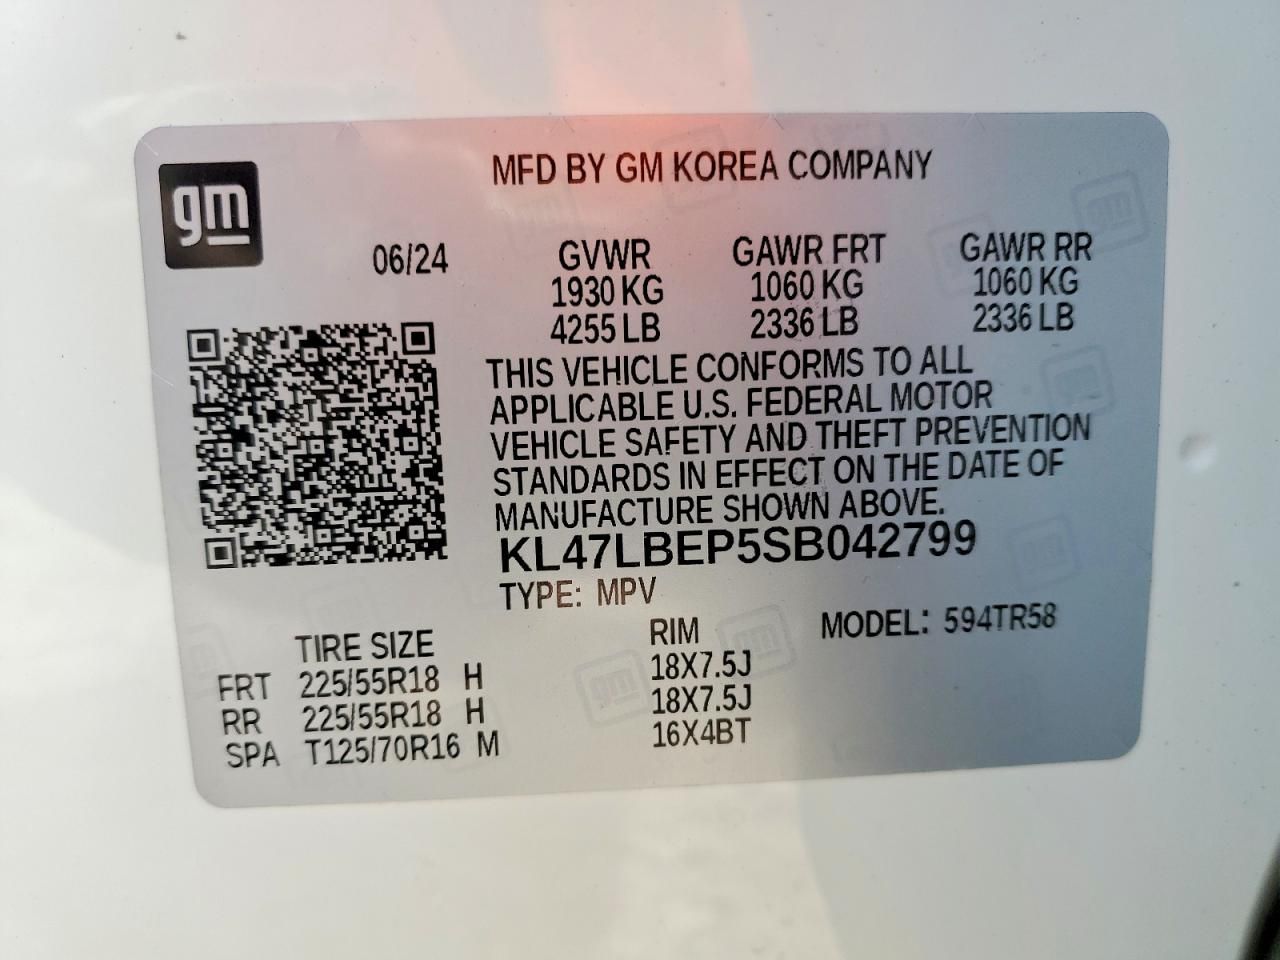 MFD BY GM KOREA COMPANY
gm
06/24 GVWR GAWR FRT GAWR RR
1930 KG 1060 KG 1060 KG
4255 LB 2336 LB 2336 LB
THIS VEHICLE CONFORMS TO ALL
APPLICABLE U.S. FEDERAL MOTOR
VEHICLE SAFETY AND THEFT PREVENTION
STANDARDS IN EFFECT ON THE DATE OF
MANUFACTURE SHOWN ABOVE.
KL47LBEP5SB042799
TYPE: MPV
TIRE SIZE RIM MODEL: 594TR58
FRT 225/55R18 H 18X7.5J
RR 225/55R18 H 18X7.5J
SPA T125/70R16 M 16X4BT